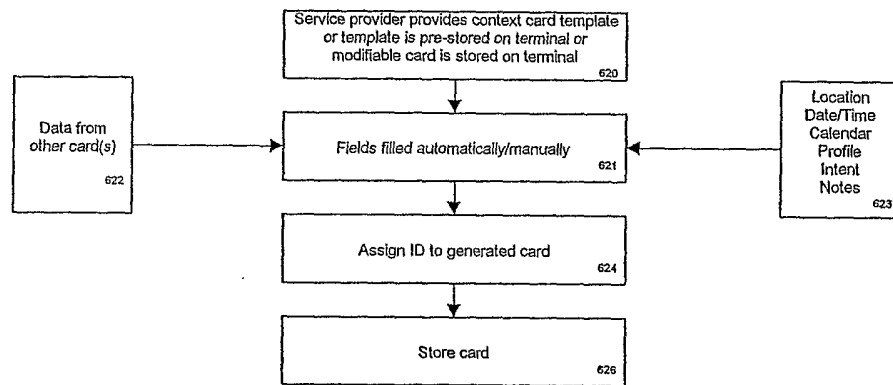 Service provider provides context card template
or template is pre-stored on terminal or
modifiable card is stored on terminal
620
Data from
other card(s)
622
Fields filled automatically/manually
621
Location
Date/Time
Calendar
Profile
Intent
Notes
623
Assign ID to generated card
624
Store card
626